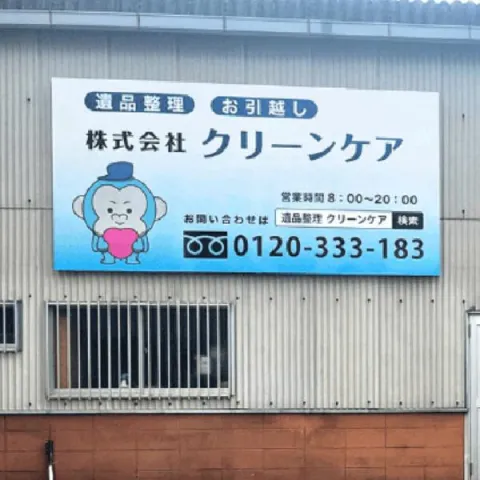 遺品整理 お引越し
株式会社 クリーンケア
営業時間 8:00〜20:00
お問い合わせは 遺品整理 クリーンケア 検索
0120-333-183